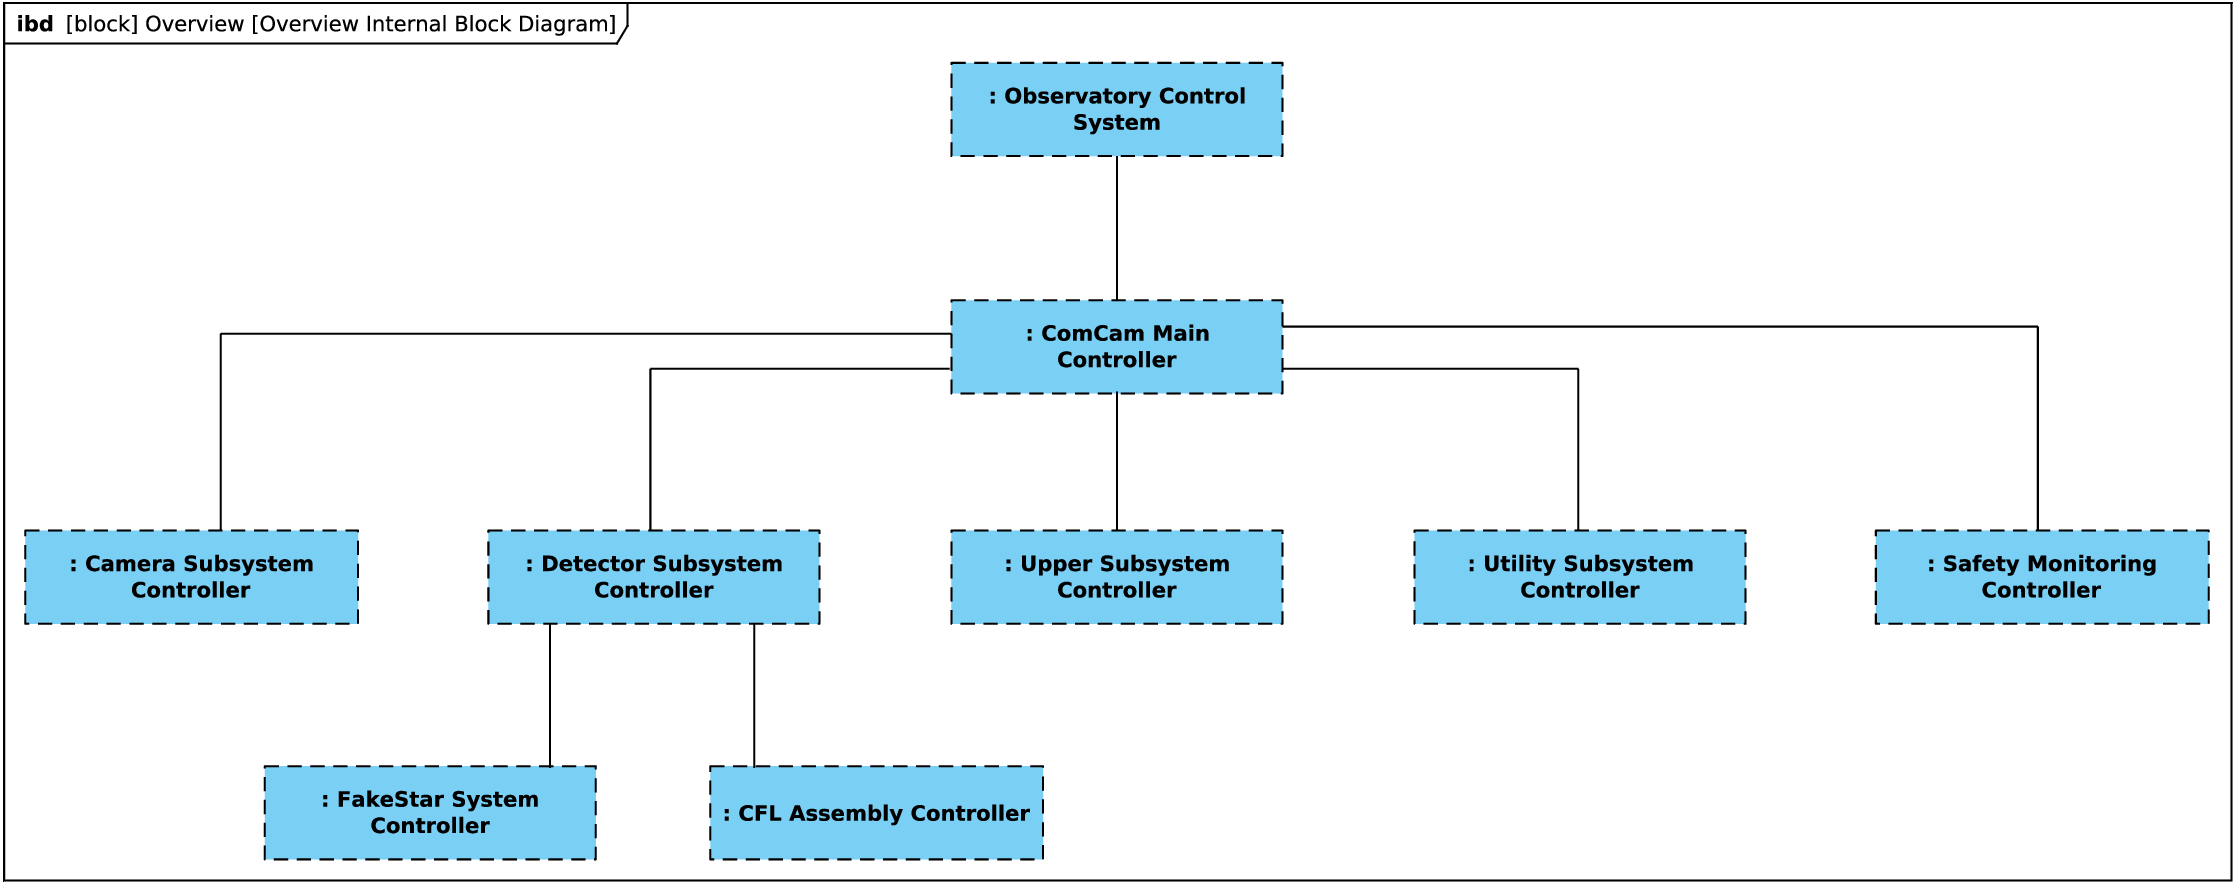 ibd [block] Overview [Overview Internal Block Diagram]
: Observatory Control
System
: ComCam Main
Controller
: Camera Subsystem
Controller
: Detector Subsystem
Controller
: Upper Subsystem
Controller
: Utility Subsystem
Controller
: Safety Monitoring
Controller
: FakeStar System
Controller
: CFL Assembly Controller